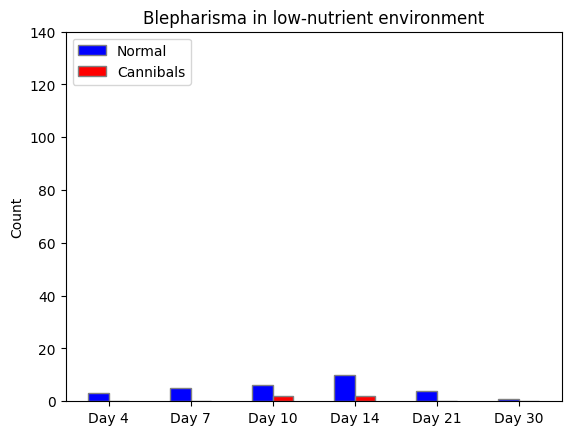 Blepharisma in low-nutrient environment
Normal
Cannibals
140
120
100
80
60
40
20
0
Count
Day 4 Day 7 Day 10 Day 14 Day 21 Day 30